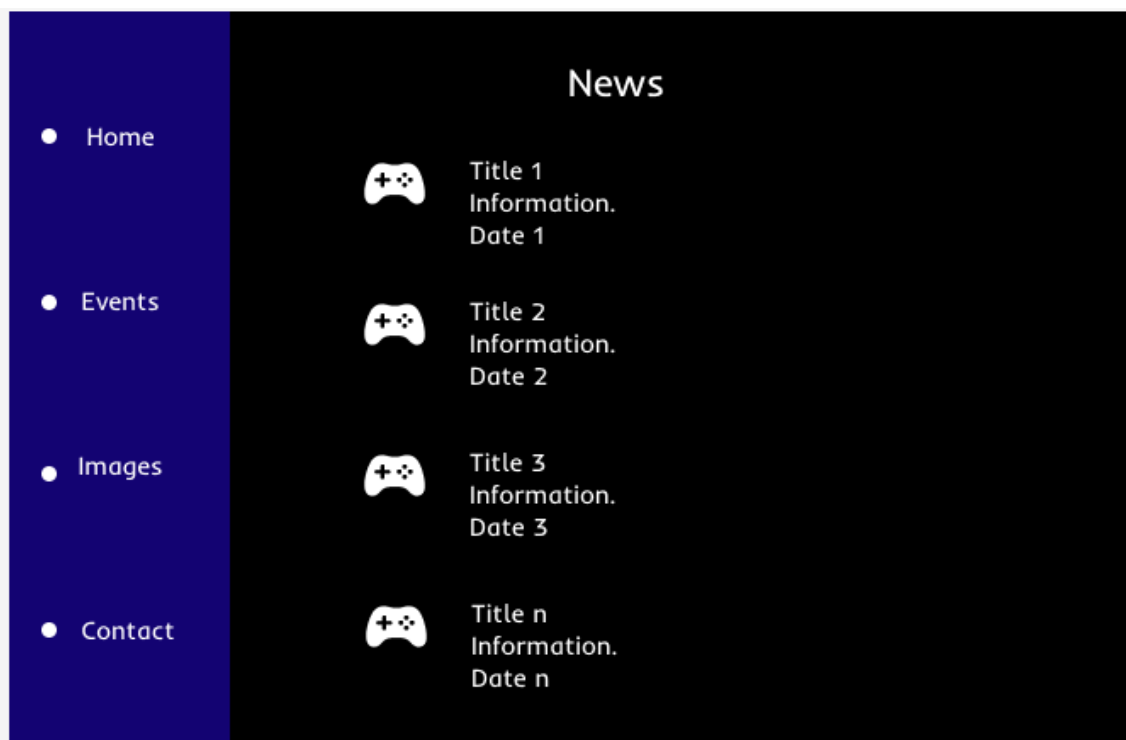 Home
Events
Images
Contact
News
Title 1
Information.
Date 1
Title 2
Information.
Date 2
Title 3
Information.
Date 3
Title n
Information.
Date n